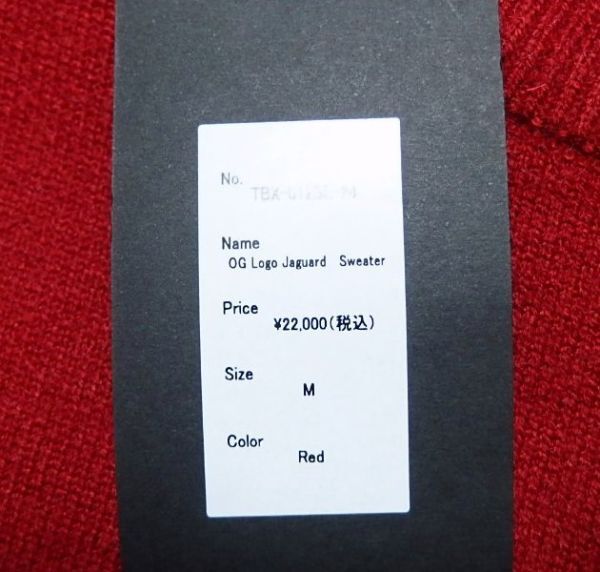 No.
Name
OG Logo Jaguard Sweater
Price
¥22,000(税込)
Size
M
Color
Red